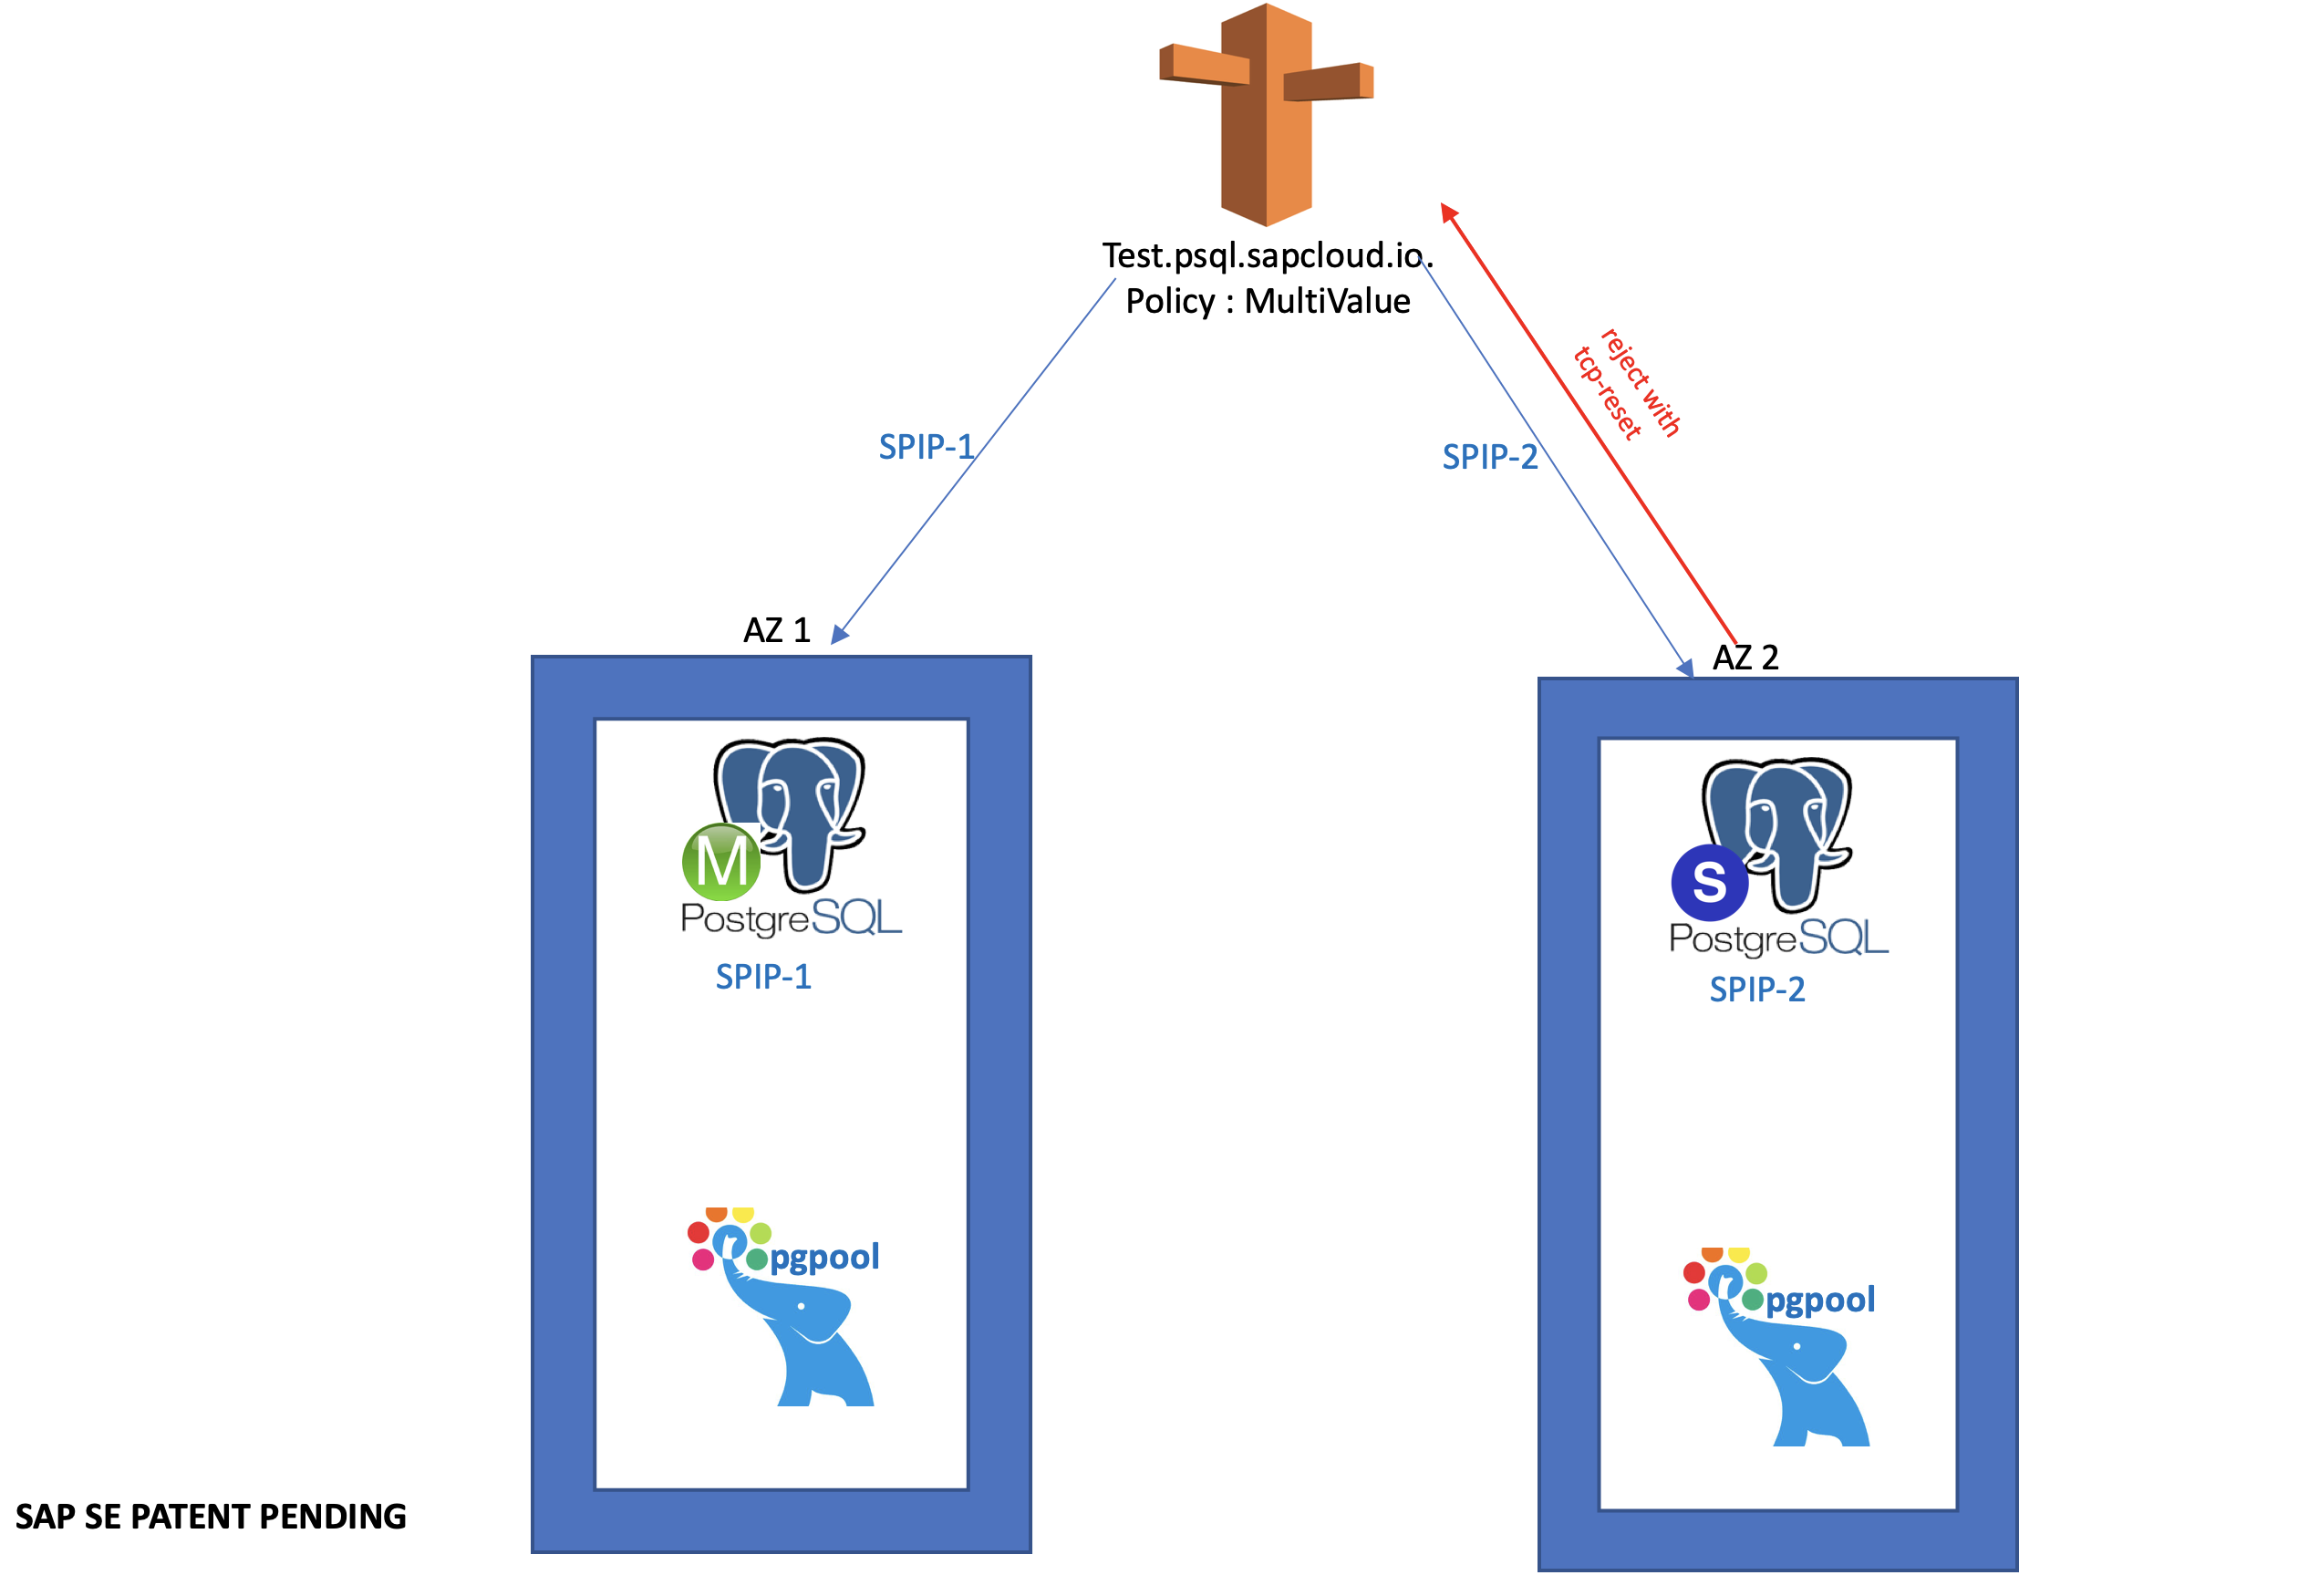 Test.psql.sapcloud.io.
Policy : MultiValue
reject with
tcp-reset
SPIP-1
SPIP-2
AZ 1
AZ 2
M
PostgreSQL
SPIP-1
S
PostgreSQL
SPIP-2
pgpool
pgpool
SAP SE PATENT PENDING